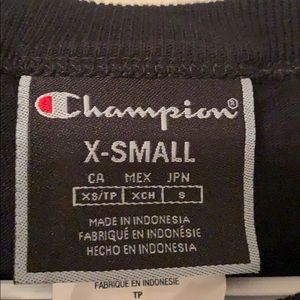 Champion®
X-SMALL
CA MEX JPN
XS/TP XCH S
MADE IN INDONESIA
FABRIQUÉ EN INDONÉSIE
HECHO EN INDONESIA
FABRIQUÉ EN INDONESIE
TP